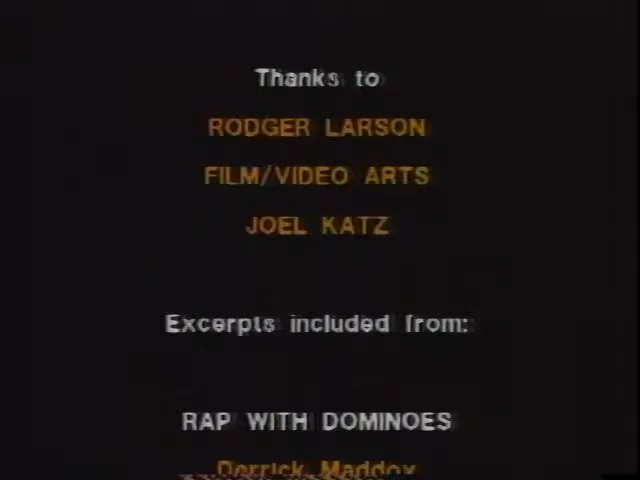 Thanks to
RODGER LARSON
FILM/VIDEO ARTS
JOEL KATZ
Excerpts included from:
RAP WITH DOMINOES
Derrick Maddox